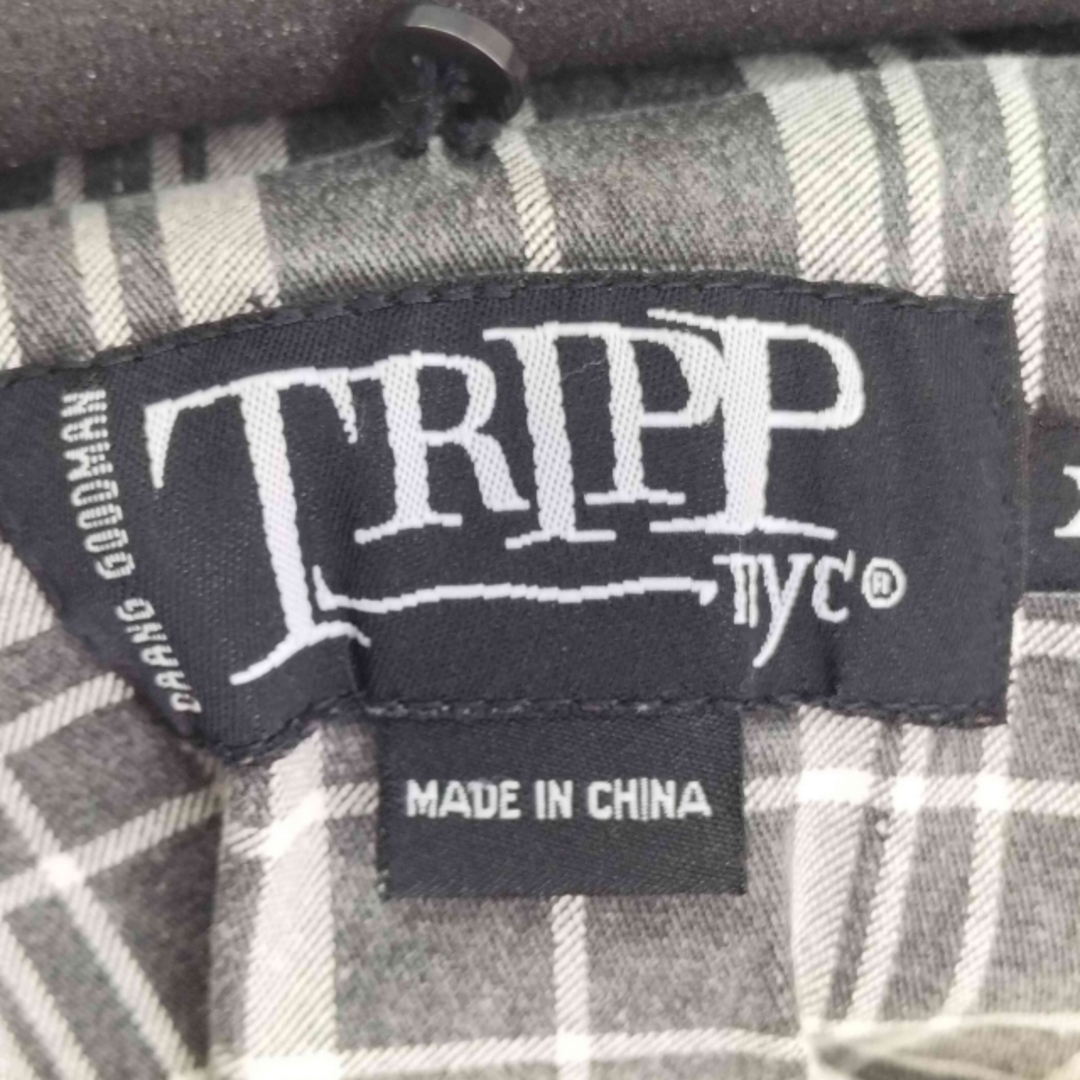 DAANG GOODMAN
TRIPP
nyc®
MADE IN CHINA